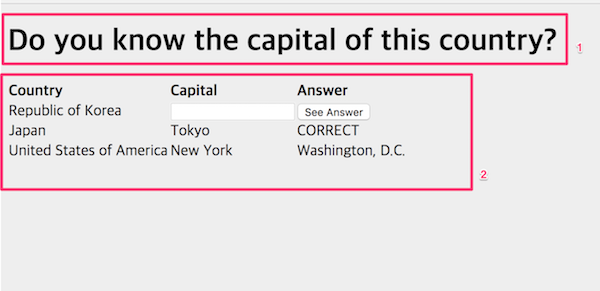 Do you know the capital of this country?
1
Country Capital Answer
Republic of Korea See Answer
Japan Tokyo CORRECT
United States of America New York Washington, D.C.
2